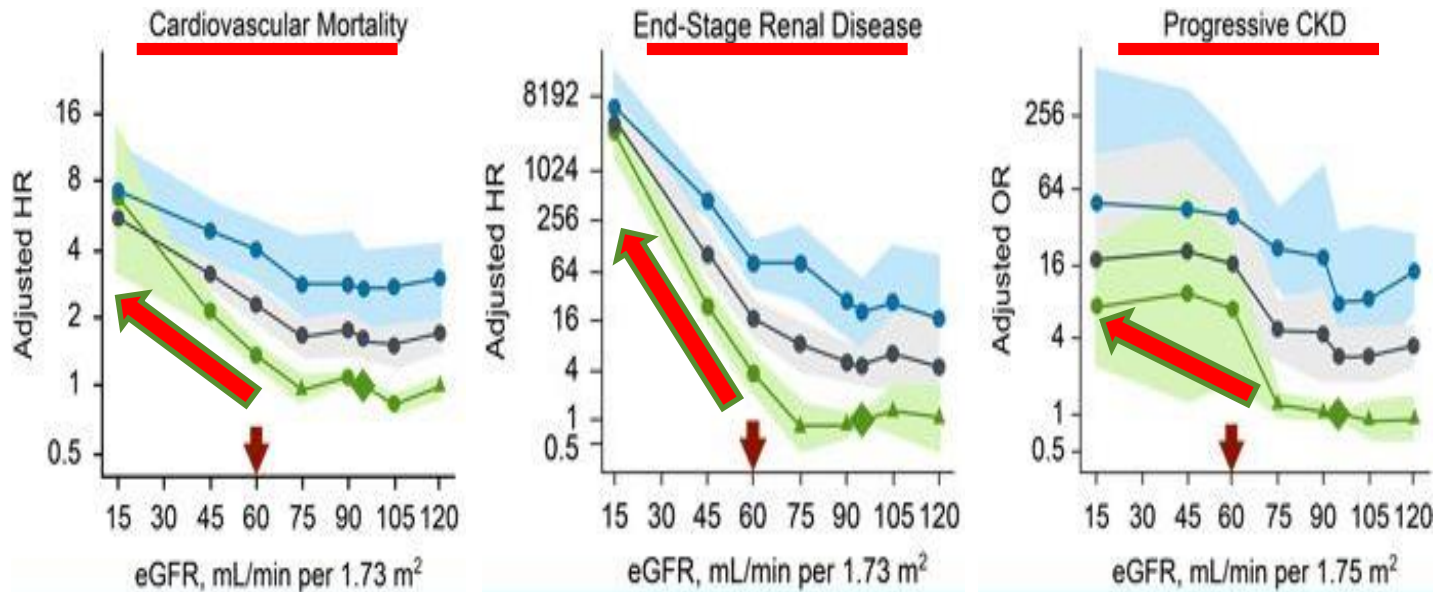 Cardiovascular Mortality
Adjusted HR
16
8
4
2
1
0.5
15 30 45 60 75 90 105 120
eGFR, mL/min per 1.73 m²
End-Stage Renal Disease
Adjusted HR
8192
1024
256
64
16
4
1
0.5
15 30 45 60 75 90 105 120
eGFR, mL/min per 1.73 m²
Progressive CKD
Adjusted OR
256
64
16
4
1
0.5
15 30 45 60 75 90 105 120
eGFR, mL/min per 1.75 m²